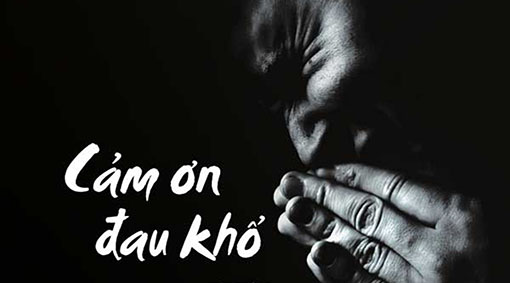 Cảm ơn
đau khổ